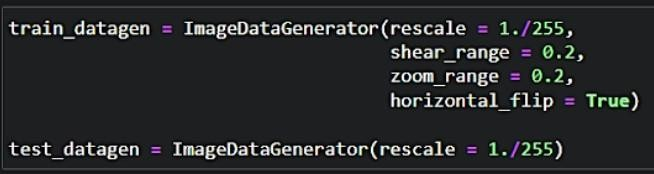 train_datagen = ImageDataGenerator(rescale = 1./255,
shear_range = 0.2,
zoom_range = 0.2,
horizontal_flip = True)
test_datagen = ImageDataGenerator(rescale = 1./255)